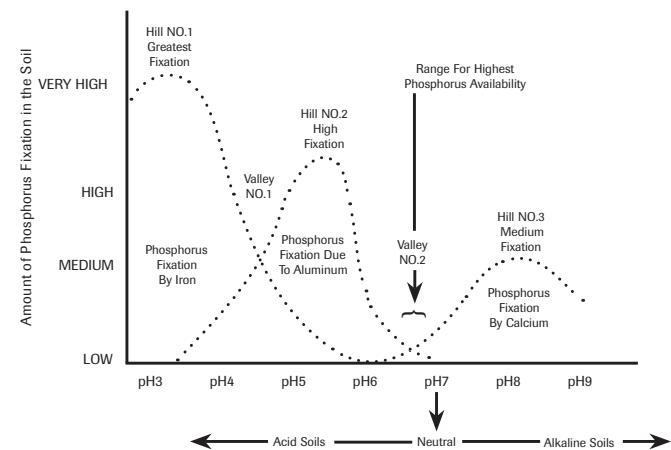 Amount of Phosphorus Fixation in the Soil
VERY HIGH
HIGH
MEDIUM
LOW
Hill NO.1
Greatest
Fixation
Hill NO.2
High
Fixation
Range For Highest
Phosphorus Availability
Valley
NO.1
Hill NO.3
Medium
Fixation
Phosphorus
Fixation
By Iron
Phosphorus
Fixation Due
To Aluminum
Valley
NO.2
Phosphorus
Fixation
By Calcium
pH3 pH4 pH5 pH6 pH7 pH8 pH9
Acid Soils Neutral Alkaline Soils